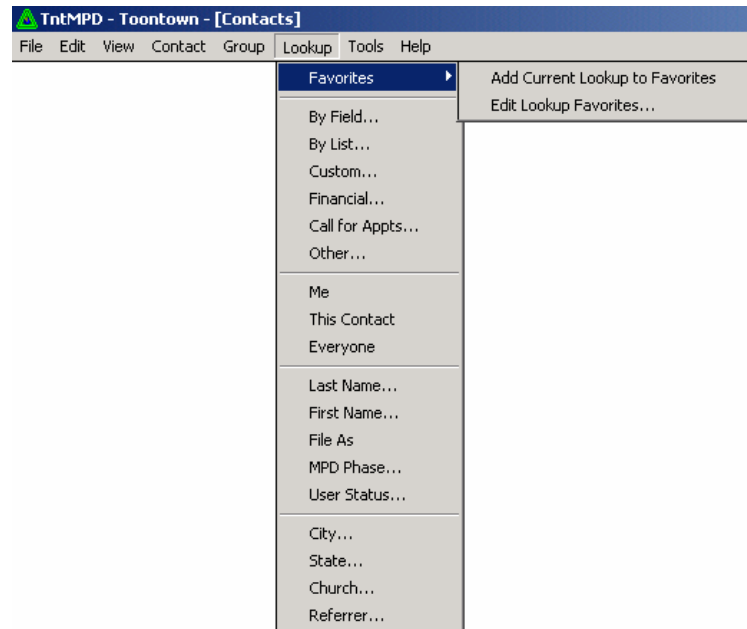 TntMPD - Toontown - [Contacts]
File Edit View Contact Group Lookup Tools Help
Favorites
Add Current Lookup to Favorites
Edit Lookup Favorites...
By Field...
By List...
Custom...
Financial...
Call for Appts...
Other...
Me
This Contact
Everyone
Last Name...
First Name...
File As
MPD Phase...
User Status...
City...
State...
Church...
Referrer...